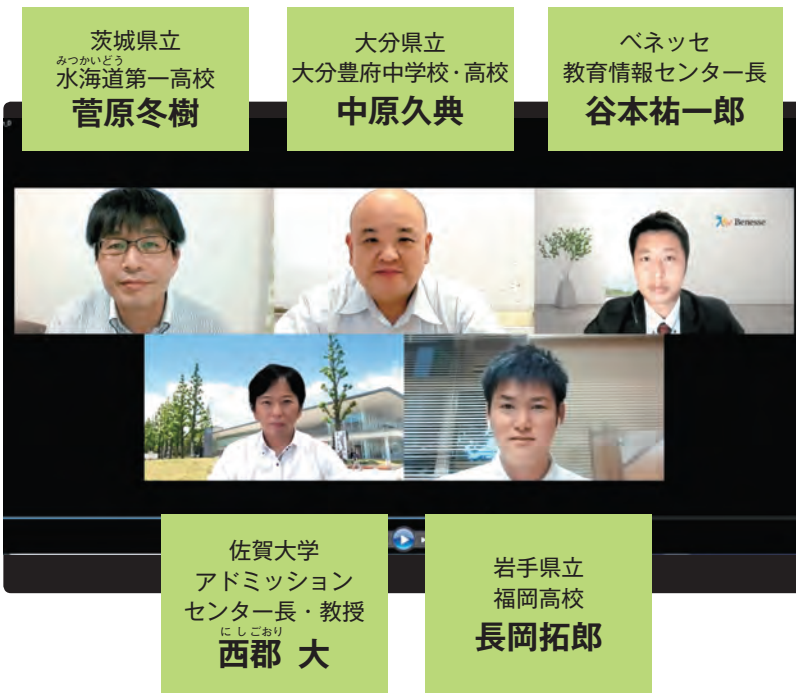 茨城県立
みつかいどう
水海道第一高校
菅原冬樹
大分県立
大分豊府中学校・高校
中原久典
ベネッセ
教育情報センター長
谷本祐一郎
Benesse
佐賀大学
アドミッション
センター長・教授
にしごおり
西郡 大
岩手県立
福岡高校
長岡拓郎